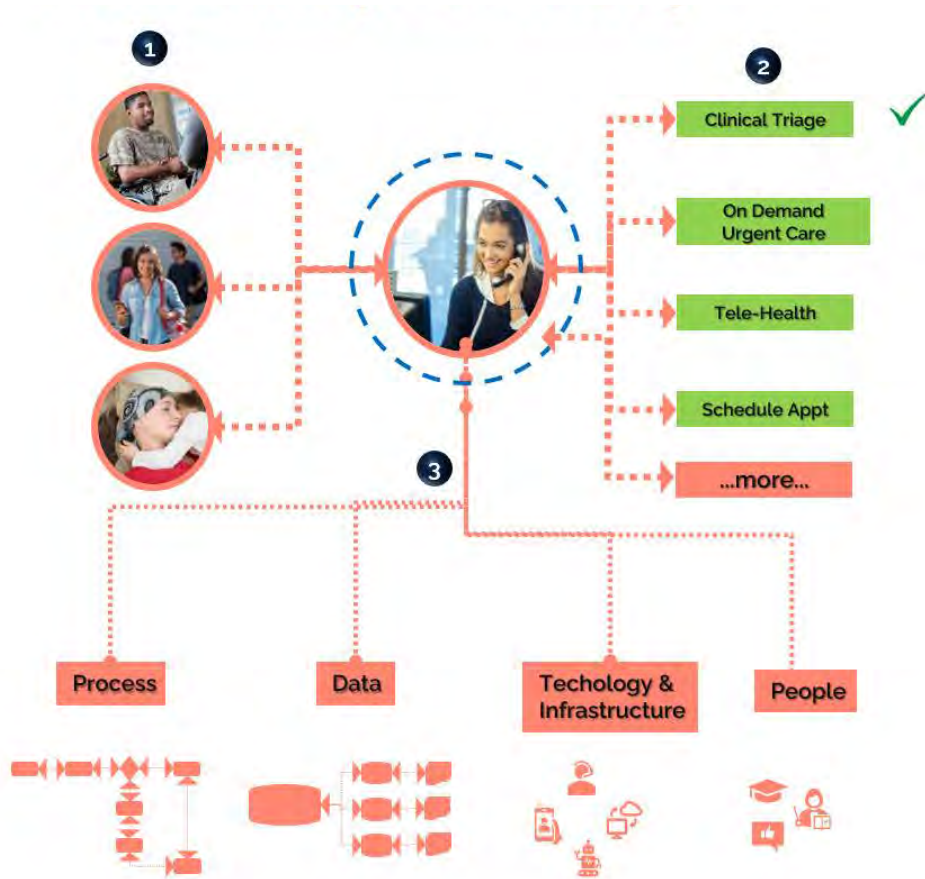 1
2
Clinical Triage
On Demand
Urgent Care
Tele-Health
Schedule Appt
...more...
3
Process
Data
Techology &
Infrastructure
People